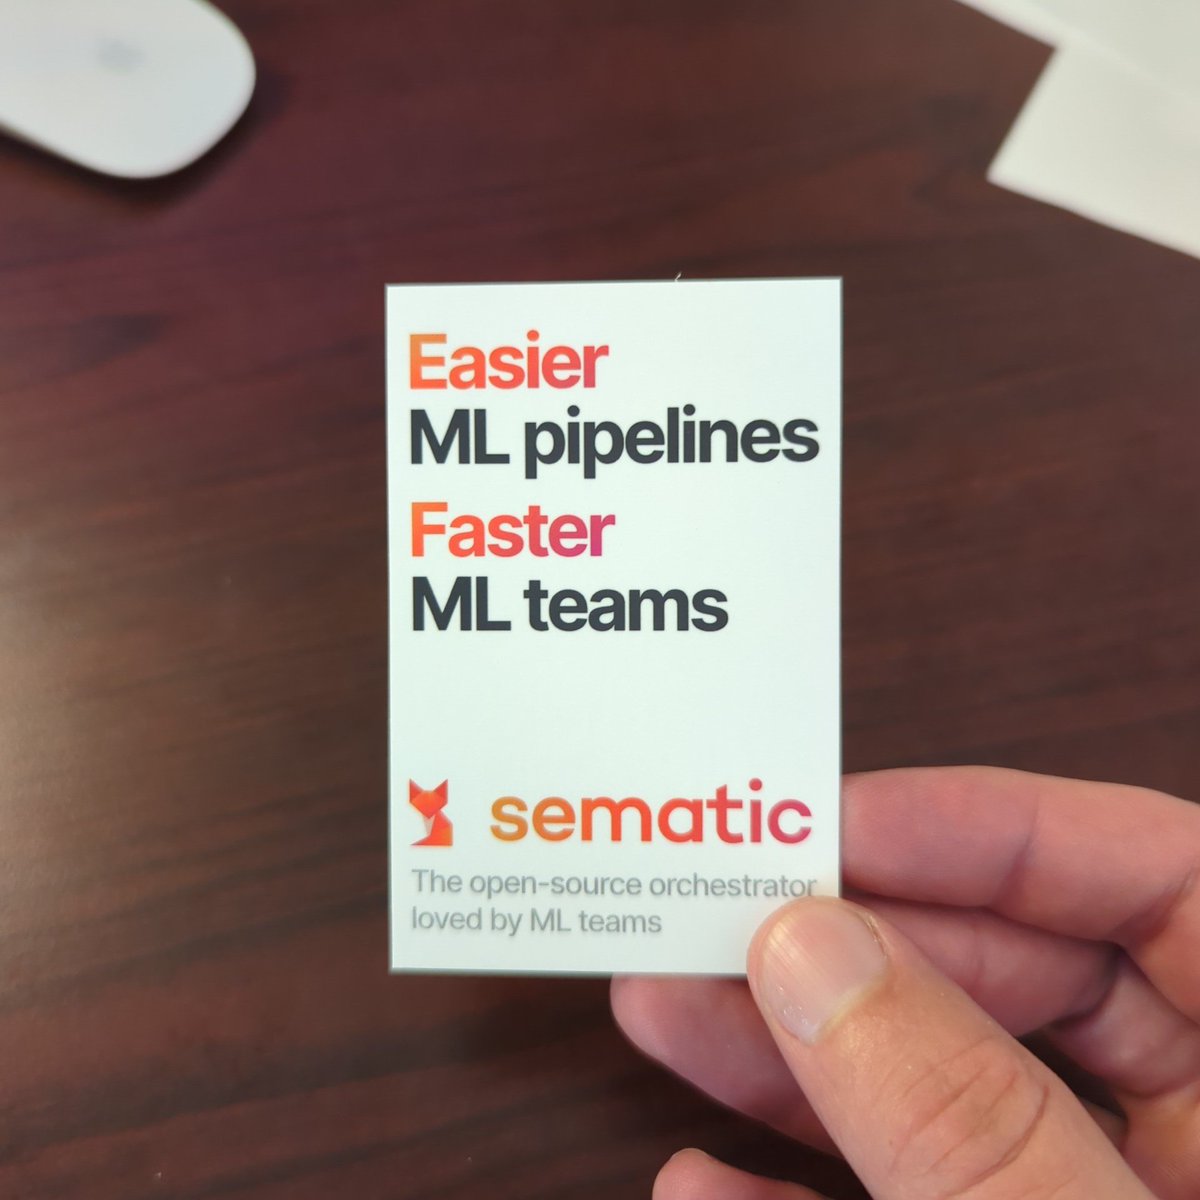 Easier
ML pipelines
Faster
ML teams
sematic
The open-source orchestrator
loved by ML teams